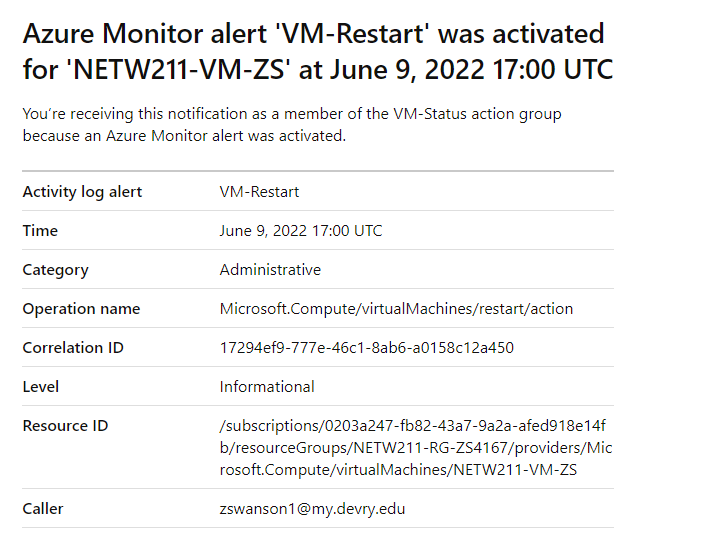 Azure Monitor alert 'VM-Restart' was activated
for 'NETW211-VM-ZS' at June 9, 2022 17:00 UTC
You’re receiving this notification as a member of the VM-Status action group
because an Azure Monitor alert was activated.
Activity log alert VM-Restart
Time June 9, 2022 17:00 UTC
Category Administrative
Operation name Microsoft.Compute/virtualMachines/restart/action
Correlation ID 17294ef9-777e-46c1-8ab6-a0158c12a450
Level Informational
Resource ID /subscriptions/0203a247-fb82-43a7-9a2a-afed918e14f
b/resourceGroups/NETW211-RG-ZS4167/providers/Mic
rosoft.Compute/virtualMachines/NETW211-VM-ZS
Caller zswanson1@my.devry.edu